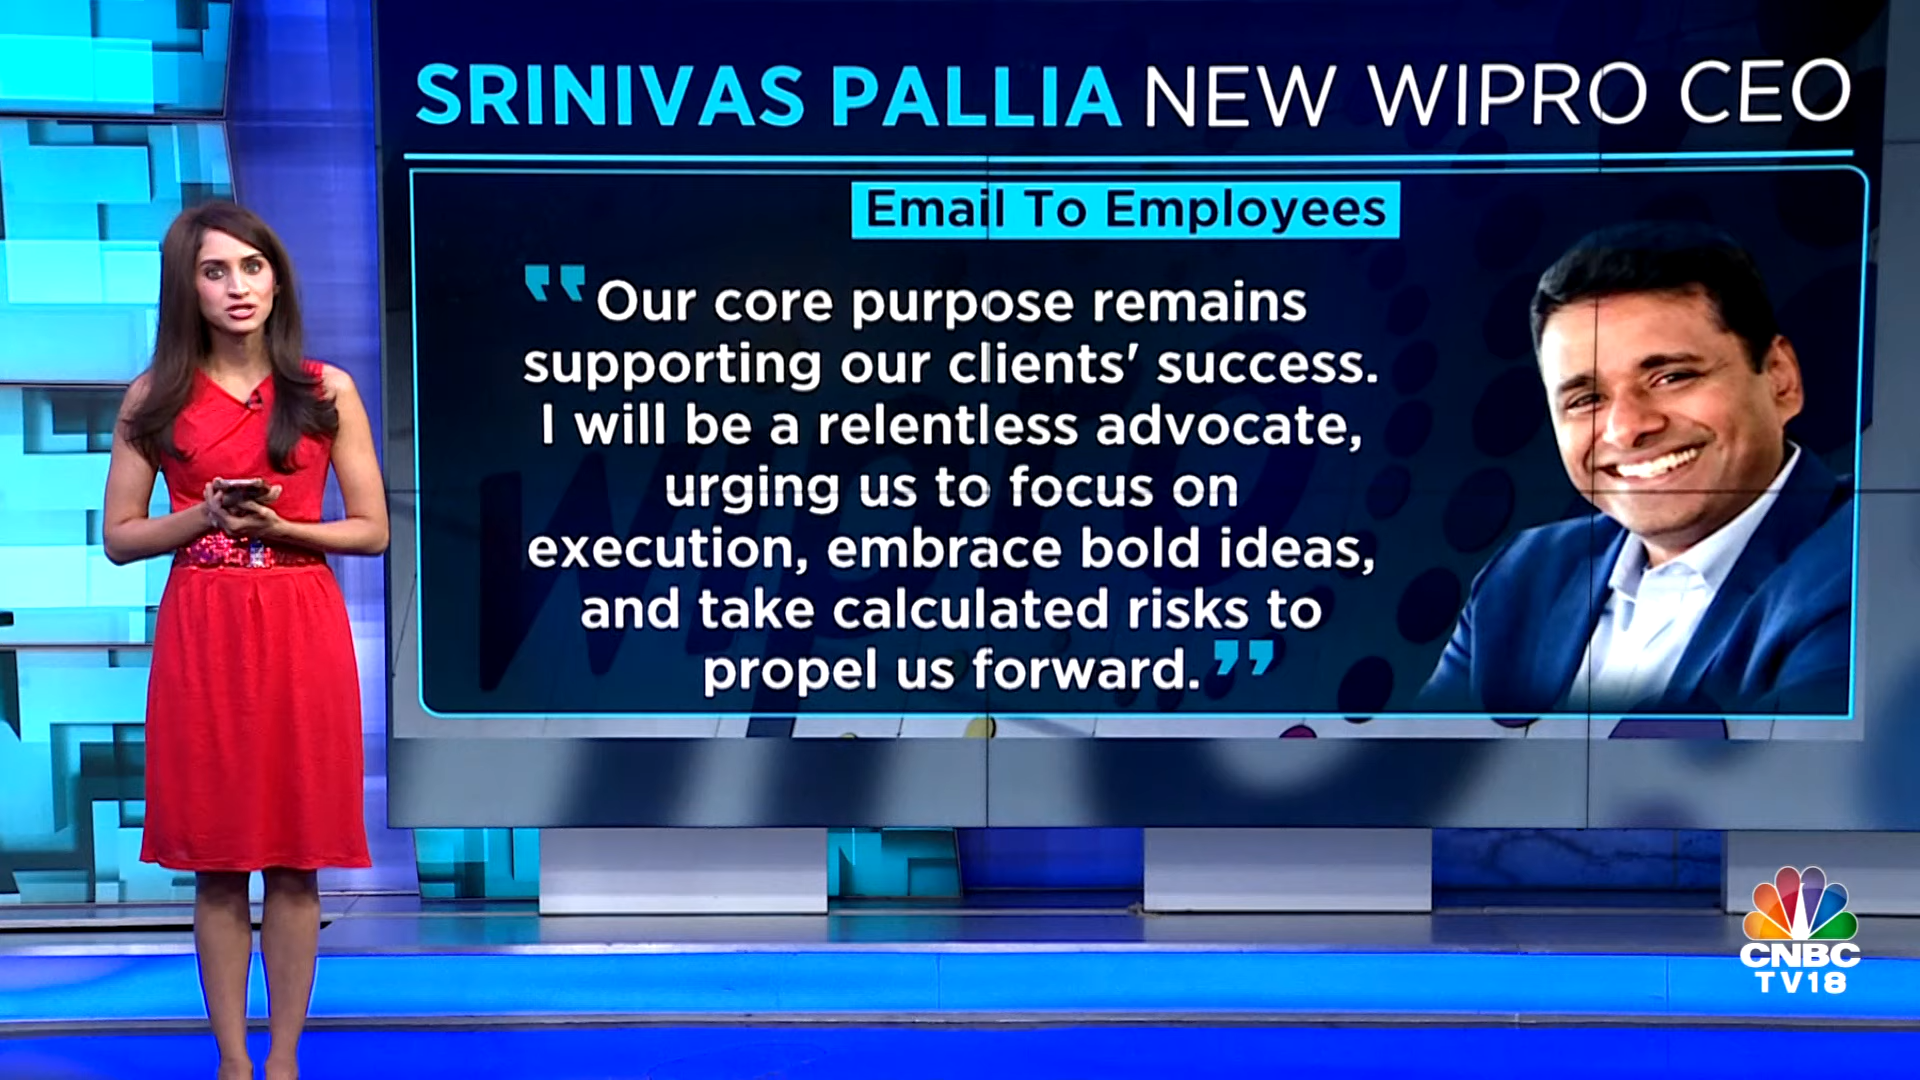 SRINIVAS PALLIA NEW WIPRO CEO
Email To Employees
"Our core purpose remains
supporting our clients' success.
I will be a relentless advocate,
urging us to focus on
execution, embrace bold ideas,
and take calculated risks to
propel us forward."
wipro
CNBC
TV18